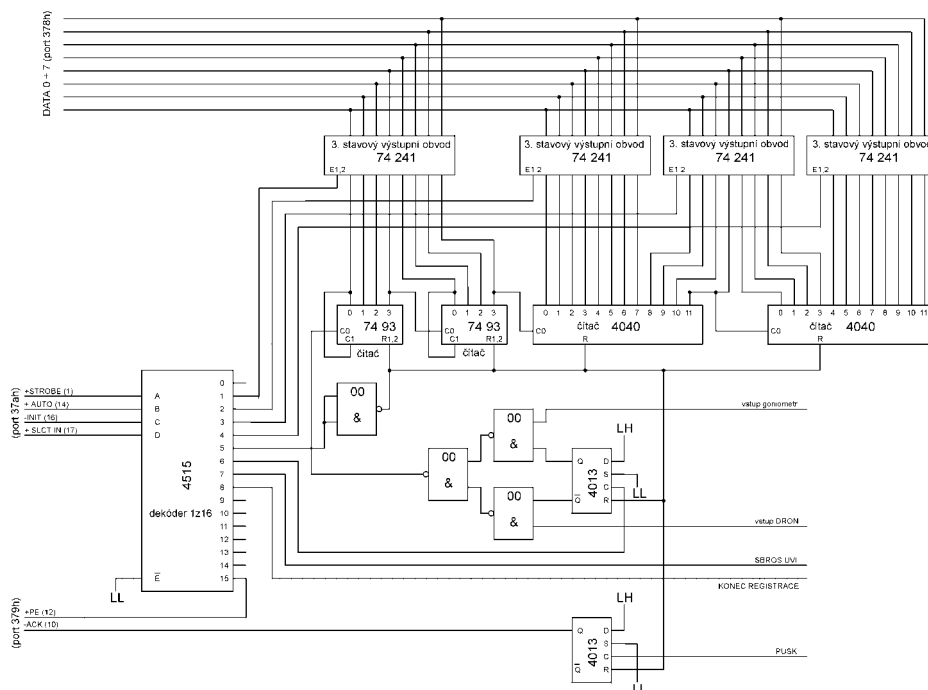 DATA 0 ÷ 7 (port 378h)
3. stavový výstupní obvod
74 241
E1,2
3. stavový výstupní obvod
74 241
E1,2
3. stavový výstupní obvod
74 241
E1,2
3. stavový výstupní obvod
74 241
E1,2
0 1 2 3
C0
74 93
C1
R1,2
čítač
0 1 2 3
C0
74 93
C1
R1,2
čítač
0 1 2 3 4 5 6 7 8 9 10 11
C0
čítač 4040
R
0 1 2 3 4 5 6 7 8 9 10 11
C0
čítač 4040
R
(port 37ah)
+STROBE (1)
+ AUTO (14)
-INIT (16)
+ SLCT IN (17)
A
B
C
D
4515
dekóder 1z16
E
LL
0
1
2
3
4
5
6
7
8
9
10
11
12
13
14
15
00
&
00
&
00
&
00
&
vstup goniometr
LH
Q D
S
4013
C
Q R
LL
vstup DRON
SBROS UVI
KONEC REGISTRACE
(port 379h)
+PE (12)
-ACK (10)
LH
Q D
S
4013
C
Q R
PUSK
LL